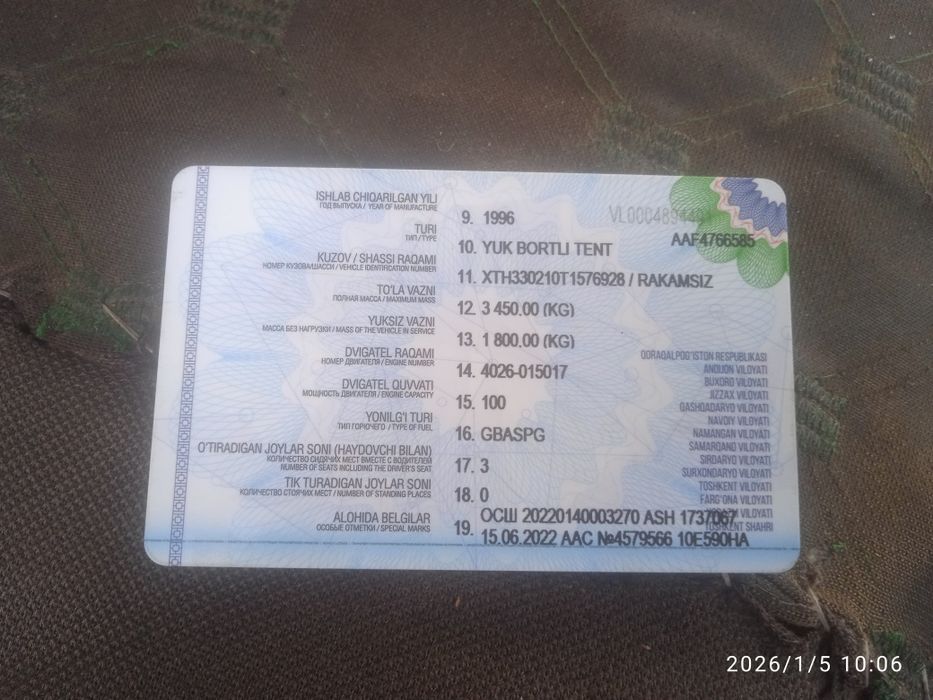 ISHLAB CHIQARILGAN YILI
ГОД ВЫПУСКА / YEAR OF MANUFACTURE
9. 1996
VL0004894
AAF4766585
TURI
ТИП / TYPE
10. YUK BORTLI TENT
KUZOV / SHASSI RAQAMI
НОМЕР КУЗОВА/ШАССИ / VEHICLE IDENTIFICATION NUMBER
11. XTH330210T1576928 / RAKAMSIZ
TO'LA VAZNI
ПОЛНАЯ МАССА / MAXIMUM MASS
12. 3 450.00 (KG)
YUKSIZ VAZNI
МАССА БЕЗ НАГРУЗКИ / MASS OF THE VEHICLE IN SERVICE
13. 1 800.00 (KG)
DVIGATEL RAQAMI
НОМЕР ДВИГАТЕЛЯ / ENGINE NUMBER
14. 4026-015017
DVIGATEL QUVVATI
МОЩНОСТЬ ДВИГАТЕЛЯ / ENGINE CAPACITY
15. 100
YONILG'I TURI
ТИП ГОРЮЧЕГО / TYPE OF FUEL
16. GBASPG
O'TIRADIGAN JOYLAR SONI (HAYDOVCHI BILAN)
КОЛИЧЕСТВО СИДЯЧИХ МЕСТ ВМЕСТЕ С ВОДИТЕЛЕМ
NUMBER OF SEATS INCLUDING THE DRIVER'S SEAT
17. 3
TIK TURADIGAN JOYLAR SONI
КОЛИЧЕСТВО СТОЯЧИХ МЕСТ / NUMBER OF STANDING PLACES
18. 0
ALOHIDA BELGILAR
ОСОБЫЕ ОТМЕТКИ / SPECIAL MARKS
19. ОСШ 20220140003270 ASH 1737067
15.06.2022 ААС №4579566 10E590HA
QORAQALPOG'ISTON RESPUBLIKASI
ANDIJON VILOYATI
BUXORO VILOYATI
JIZZAX VILOYATI
QASHQADARYO VILOYATI
NAVOIY VILOYATI
NAMANGAN VILOYATI
SAMARQAND VILOYATI
SIRDARYO VILOYATI
SURXONDARYO VILOYATI
TOSHKENT VILOYATI
FARG'ONA VILOYATI
TOSHKENT SHAHRI
2026/1/5 10:06